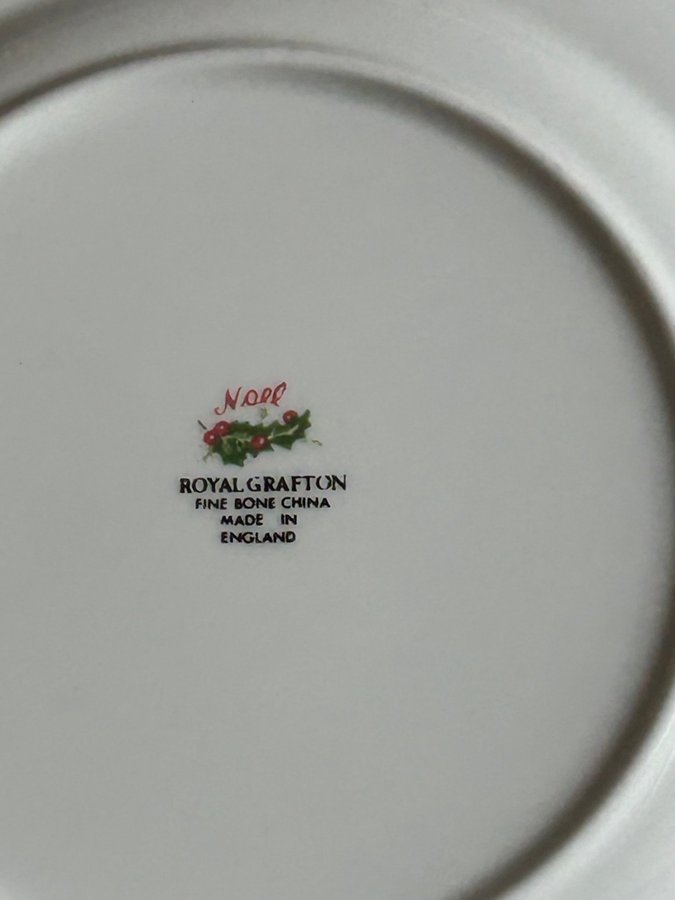 Noel
ROYAL GRAFTON
FINE BONE CHINA
MADE IN
ENGLAND